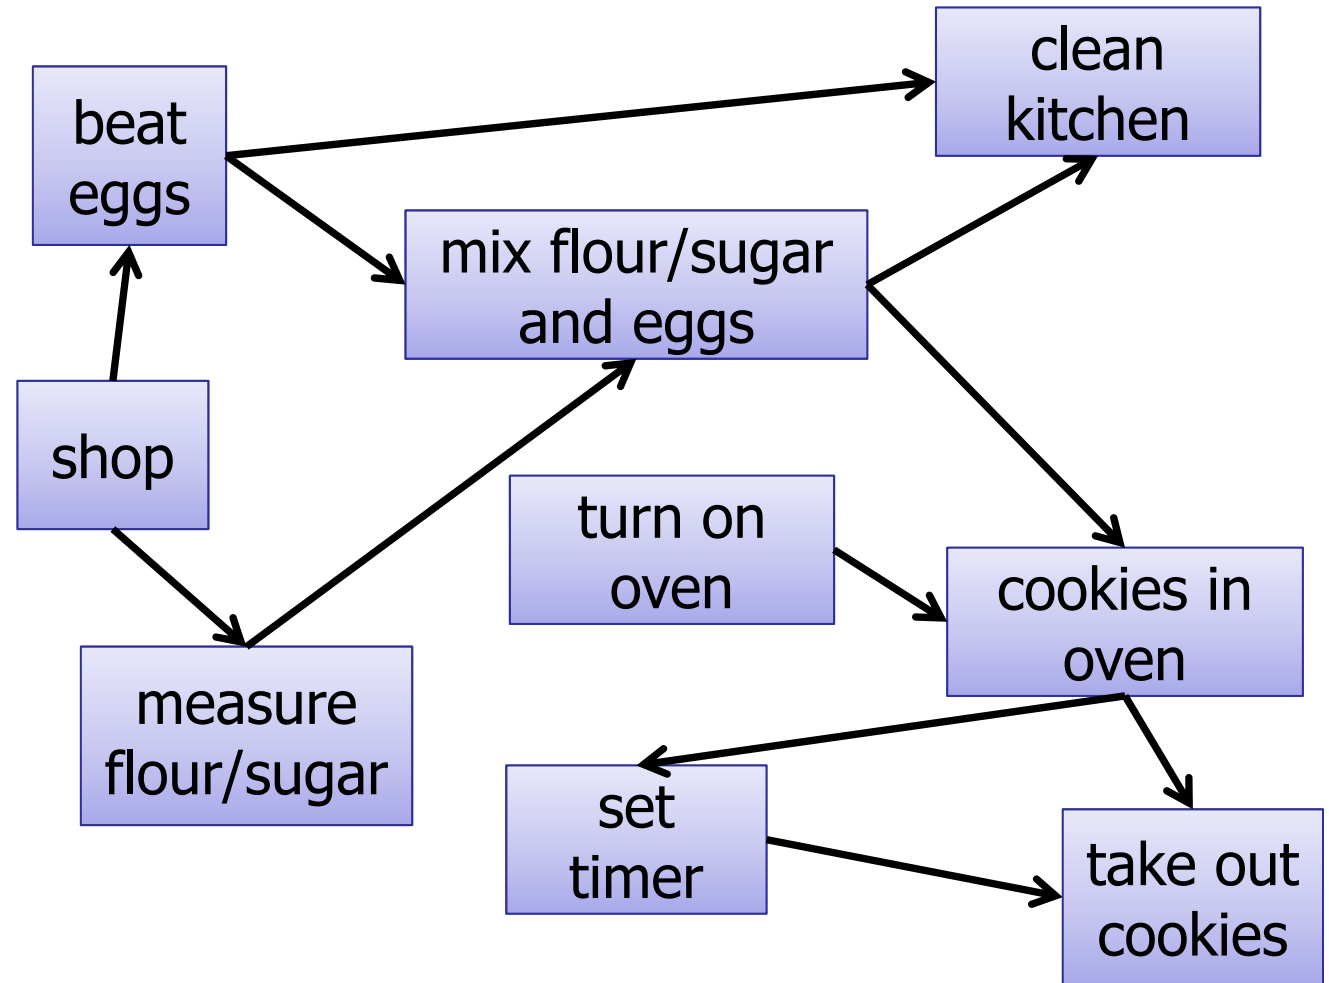 beat
eggs
clean
kitchen
mix flour/sugar
and eggs
shop
turn on
oven
cookies in
oven
measure
flour/sugar
set
timer
take out
cookies